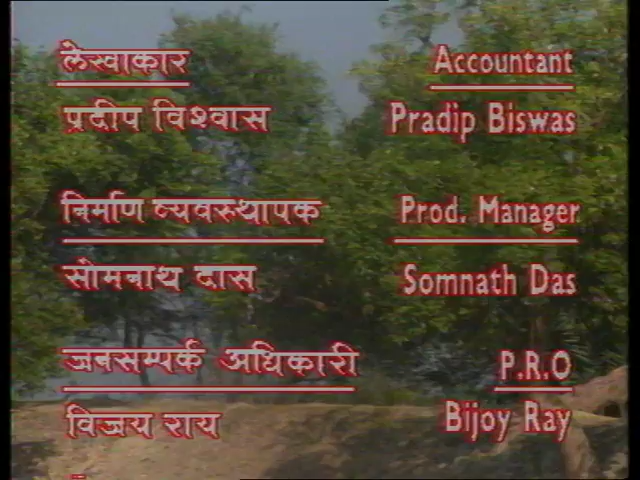 लेखाकार Accountant
प्रदीप विश्वास Pradip Biswas
निर्माण व्यवस्थापक Prod. Manager
सोमनाथ दास Somnath Das
जनसम्पर्क अधिकारी P.R.O
विजय राय Bijoy Ray